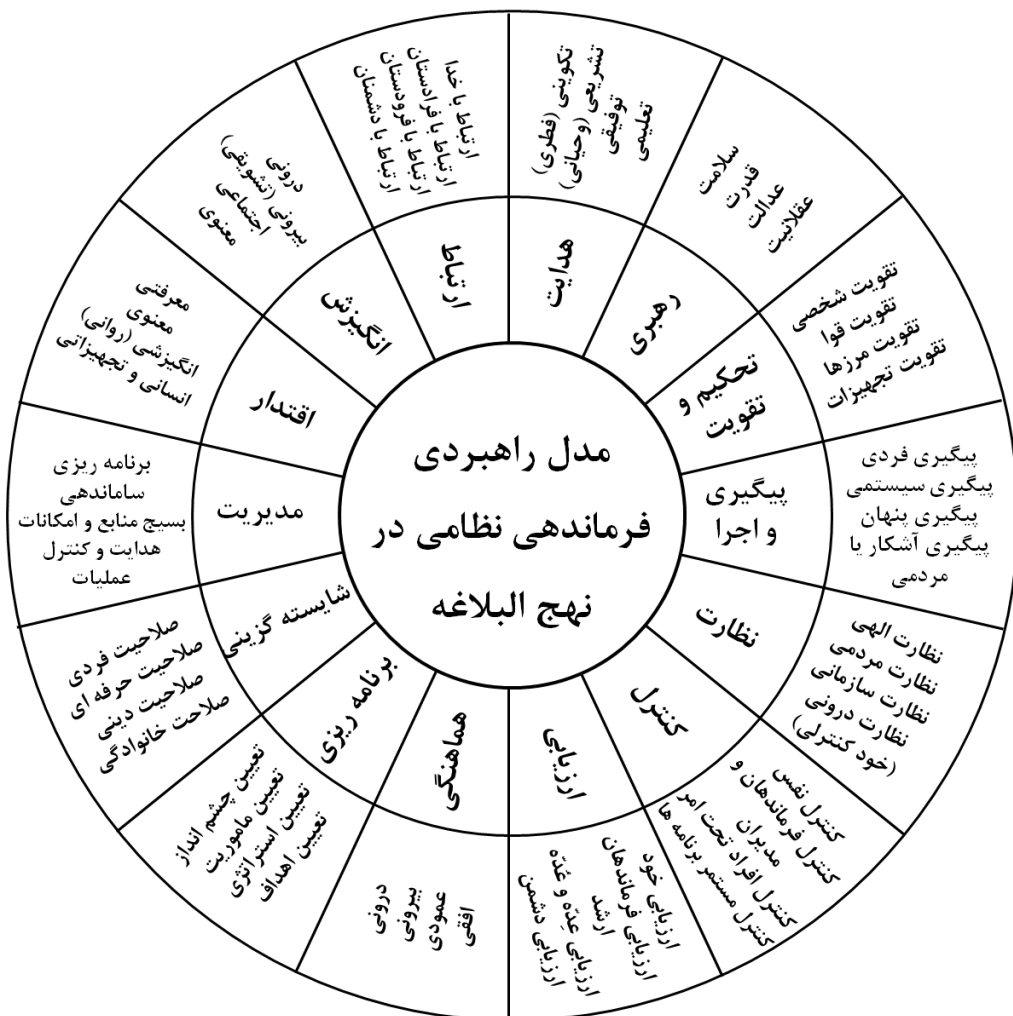 مدل راهبردی
فرماندهی نظامی در
نهج البلاغه
هدایت
تکوینی (فطری)
تشریعی (وحیانی)
توفیقی
تعلیمی
رهبری
سلامت
قدرت
عدالت
عقلانیت
تحکیم و
تقویت
تقویت شخصی
تقویت قوا
تقویت مرزها
تقویت تجهیزات
پیگیری
و اجرا
پیگیری فردی
پیگیری سیستمی
پیگیری پنهان
پیگیری آشکار یا
مردمی
نظارت
نظارت الهی
نظارت مردمی
نظارت سازمانی
نظارت درونی
(خود کنترلی)
کنترل
کنترل نفس
کنترل فرماندهان و
مدیران
کنترل افراد تحت امر
کنترل مستمر برنامه ها
ارزیابی
ارزیابی خود
ارزیابی فرماندهان
ارشد
ارزیابی عِدّه و عُدّه
ارزیابی دشمن
هماهنگی
درونی
بیرونی
عمودی
افقی
برنامه ریزی
تعیین چشم انداز
تعیین ماموریت
تعیین استراتژی
تعیین اهداف
شایسته گزینی
صلاحیت فردی
صلاحیت حرفه ای
صلاحیت دینی
صلاحت خانوادگی
مدیریت
برنامه ریزی
ساماندهی
بسیج منابع و امکانات
هدایت و کنترل
عملیات
اقتدار
معرفتی
معنوی
انگیزشی (روانی)
انسانی و تجهیزاتی
انگیزش
درونی
بیرونی (تشویقی)
اجتماعی
معنوی
ارتباط
ارتباط با خدا
ارتباط با فرادستان
ارتباط با فرودستان
ارتباط با دشمنان